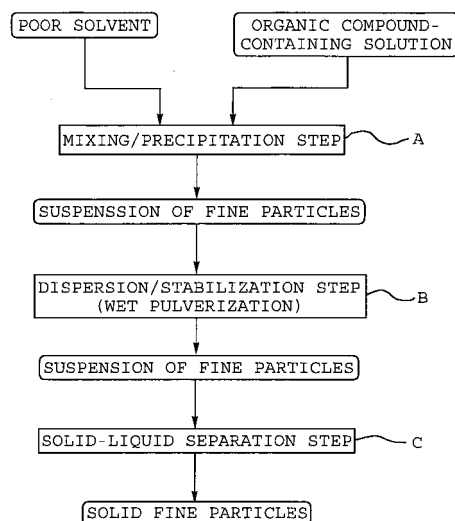 POOR SOLVENT
ORGANIC COMPOUND-
CONTAINING SOLUTION
MIXING/PRECIPITATION STEP
A
SUSPENSSION OF FINE PARTICLES
DISPERSION/STABILIZATION STEP
(WET PULVERIZATION)
B
SUSPENSION OF FINE PARTICLES
SOLID-LIQUID SEPARATION STEP
C
SOLID FINE PARTICLES